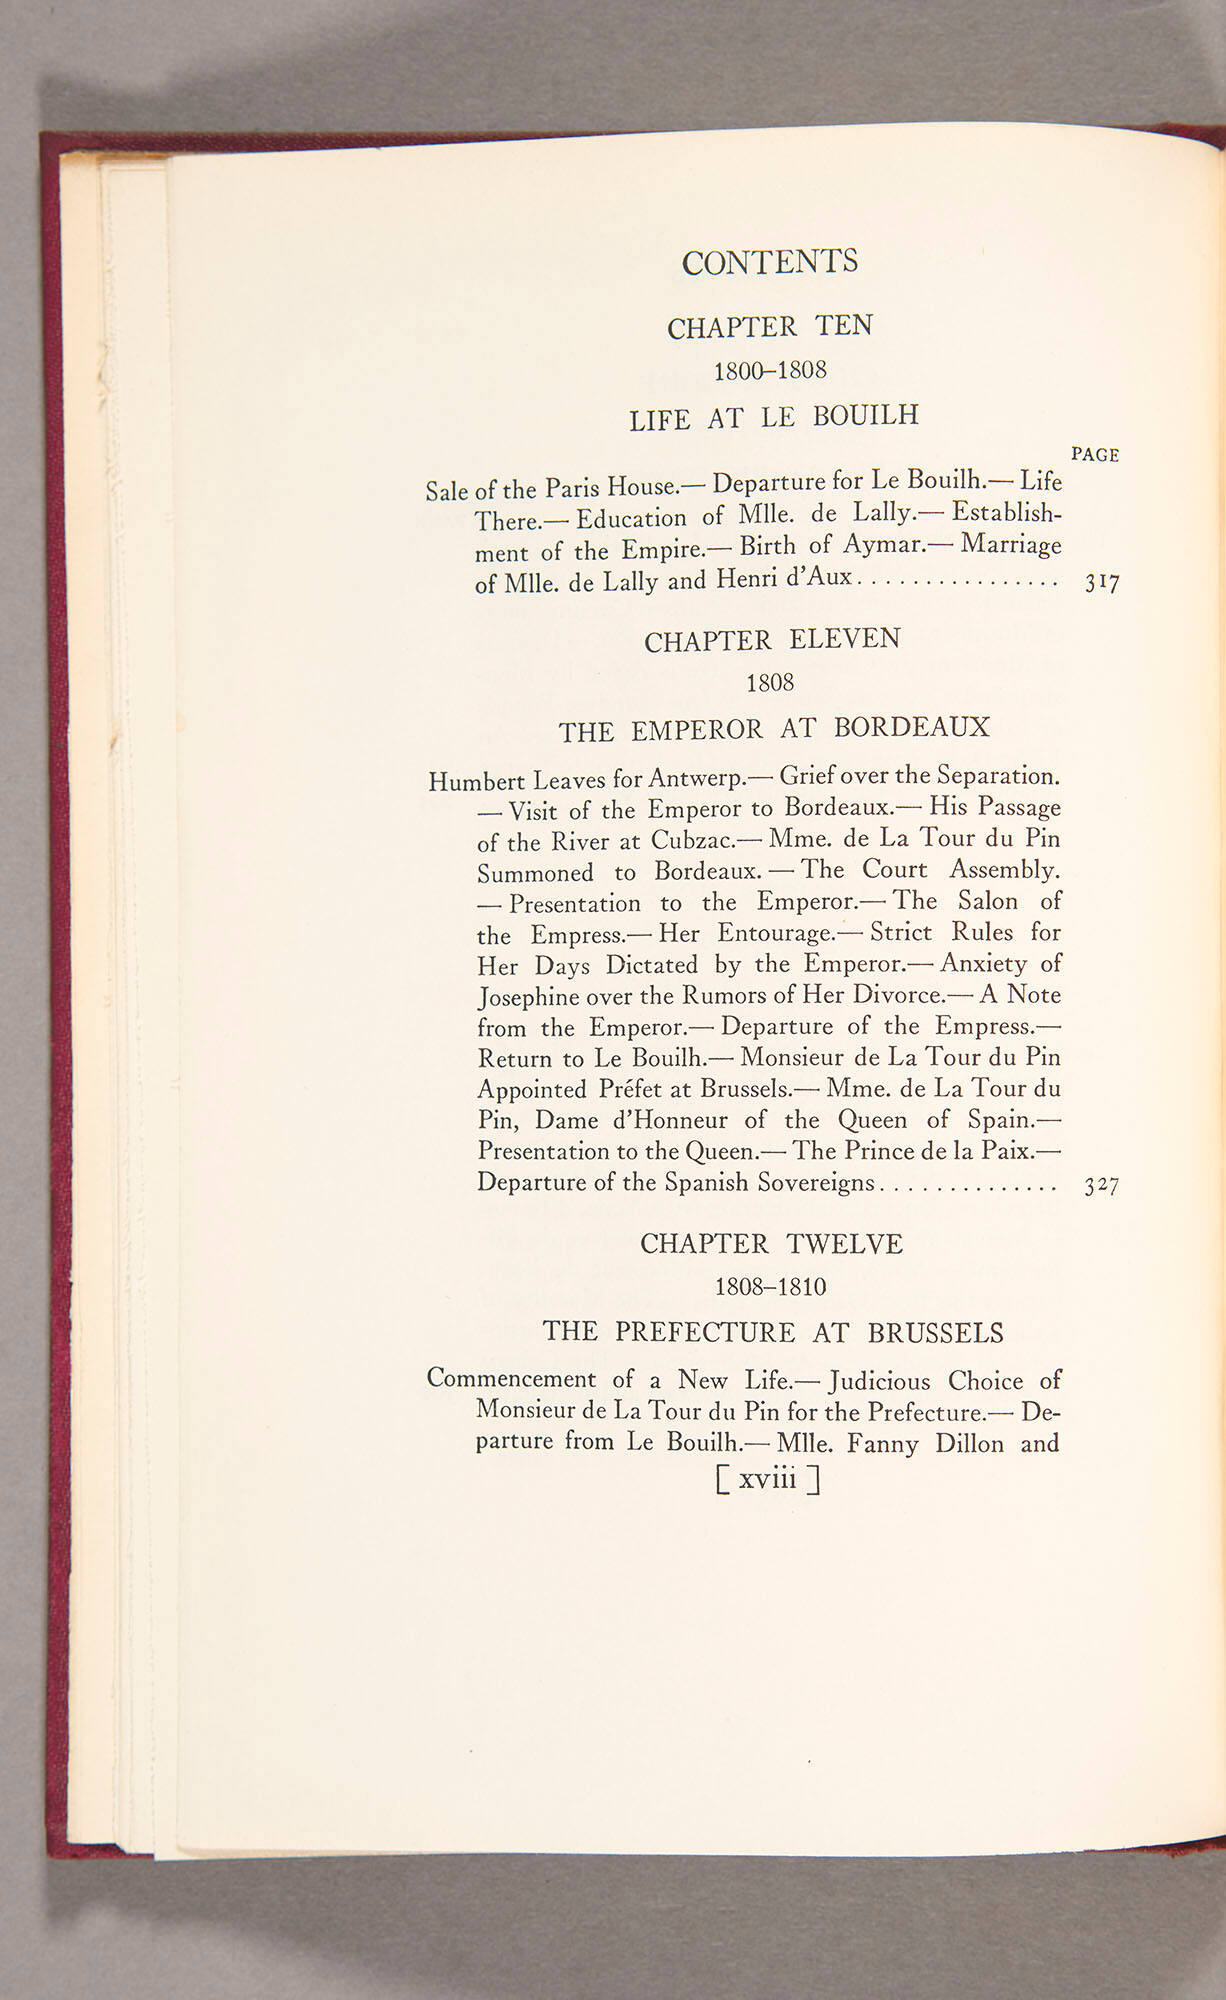 CONTENTS
CHAPTER TEN
1800–1808
LIFE AT LE BOUILH
PAGE
Sale of the Paris House.— Departure for Le Bouilh.— Life
There.— Education of Mlle. de Lally.— Establish-
ment of the Empire.— Birth of Aymar.— Marriage
of Mlle. de Lally and Henri d'Aux................ 317
CHAPTER ELEVEN
1808
THE EMPEROR AT BORDEAUX
Humbert Leaves for Antwerp.— Grief over the Separation.
— Visit of the Emperor to Bordeaux.— His Passage
of the River at Cubzac.— Mme. de La Tour du Pin
Summoned to Bordeaux. — The Court Assembly.
— Presentation to the Emperor.— The Salon of
the Empress.— Her Entourage.— Strict Rules for
Her Days Dictated by the Emperor.— Anxiety of
Josephine over the Rumors of Her Divorce.— A Note
from the Emperor.— Departure of the Empress.—
Return to Le Bouilh.— Monsieur de La Tour du Pin
Appointed Préfet at Brussels.— Mme. de La Tour du
Pin, Dame d'Honneur of the Queen of Spain.—
Presentation to the Queen.— The Prince de la Paix.—
Departure of the Spanish Sovereigns.............. 327
CHAPTER TWELVE
1808–1810
THE PREFECTURE AT BRUSSELS
Commencement of a New Life.— Judicious Choice of
Monsieur de La Tour du Pin for the Prefecture.— De-
parture from Le Bouilh.— Mlle. Fanny Dillon and
[ xviii ]